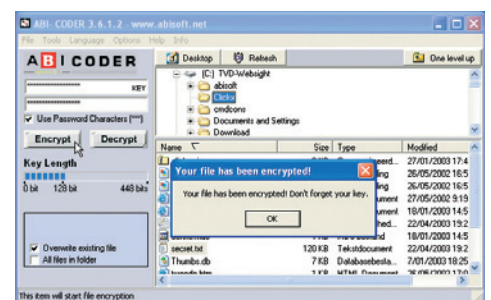 ABI- CODER 3.6.1.2 - www.abisoft.net
File Tools Language Options Help Info
ABI CODER
Desktop Refresh One level up
KEY
(C:) TVD-Websight
abisoft
Clickx
cmdcons
Documents and Settings
Download
Use Password Characters (***)
Encrypt Decrypt
Name Size Type Modified
Key Length
0 bit 128 bit 448 bits
Your file has been encrypted!
Your file has been encrypted! Don't forget your key.
OK
27/01/2003 17:4
26/05/2002 16:5
26/05/2002 16:5
27/05/2002 9:19
18/01/2003 14:5
22/04/2003 19:2
18/01/2003 14:5
secret.txt 120 KB Tekstdocument 22/04/2003 19:2
Thumbs.db 7 KB Databasebesta... 7/01/2003 18:25
HTML Document
Overwrite existing file
All files in folder
This item will start file encryption